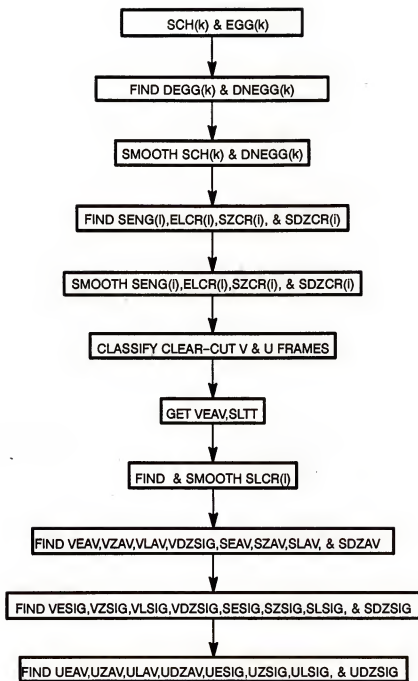 SCH(k) & EGG(k)
FIND DEGG(k) & DNEGG(k)
SMOOTH SCH(k) & DNEGG(k)
FIND SENG(i),ELCR(i),SZCR(i), & SDZCR(i)
SMOOTH SENG(i),ELCR(i),SZCR(i), & SDZCR(i)
CLASSIFY CLEAR-CUT V & U FRAMES
GET VEAV,SLTT
FIND & SMOOTH SLCR(i)
FIND VEAV,VZAV,VLAV,VDZSIG,SEAV,SZAV,SLAV, & SDZAV
FIND VESIG,VZSIG,VLSIG,VDZSIG,SESIG,SZSIG,SLSIG, & SDZSIG
FIND UEAV,UZAV,ULAV,UDZAV,UESIG,UZSIG,ULSIG, & UDZSIG